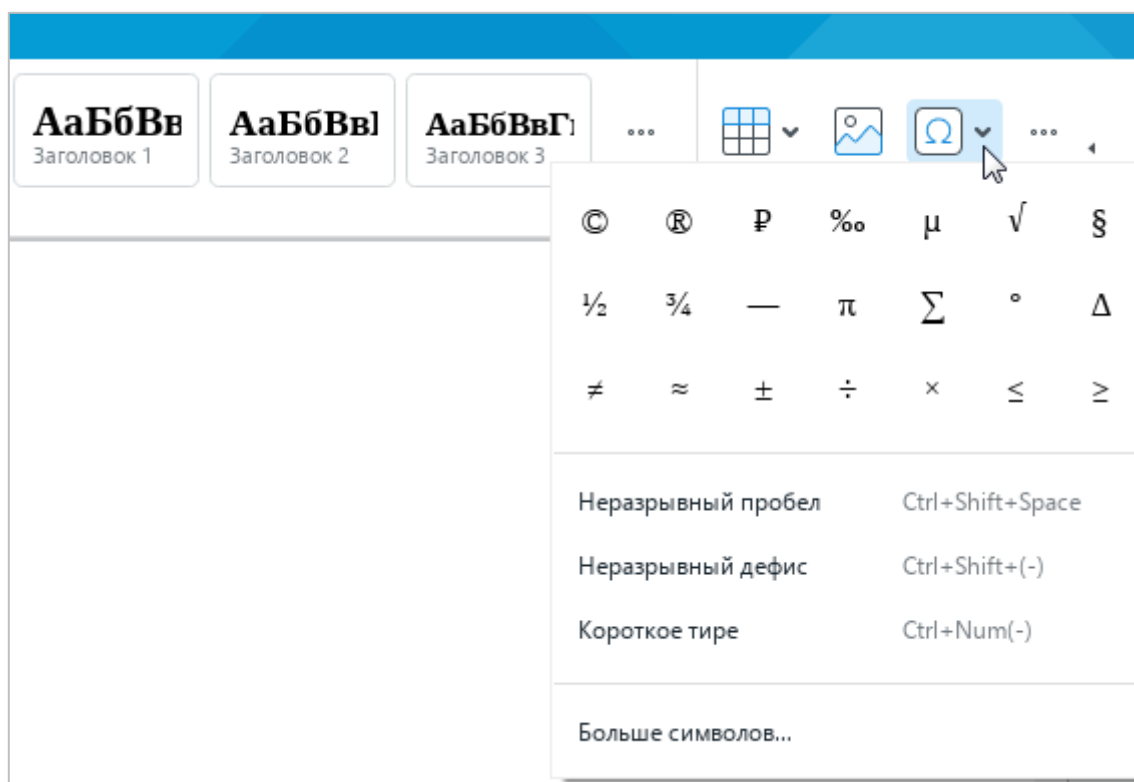 АаБбВв АаБбВв АаБбВвГг
Заголовок 1 Заголовок 2 Заголовок 3
© ® ₽ ‰ µ √ §
½ ¾ — π ∑ ° Δ
≠ ≈ ± ÷ × ≤ ≥
Неразрывный пробел Ctrl+Shift+Space
Неразрывный дефис Ctrl+Shift+(-)
Короткое тире Ctrl+Num(-)
Больше символов...